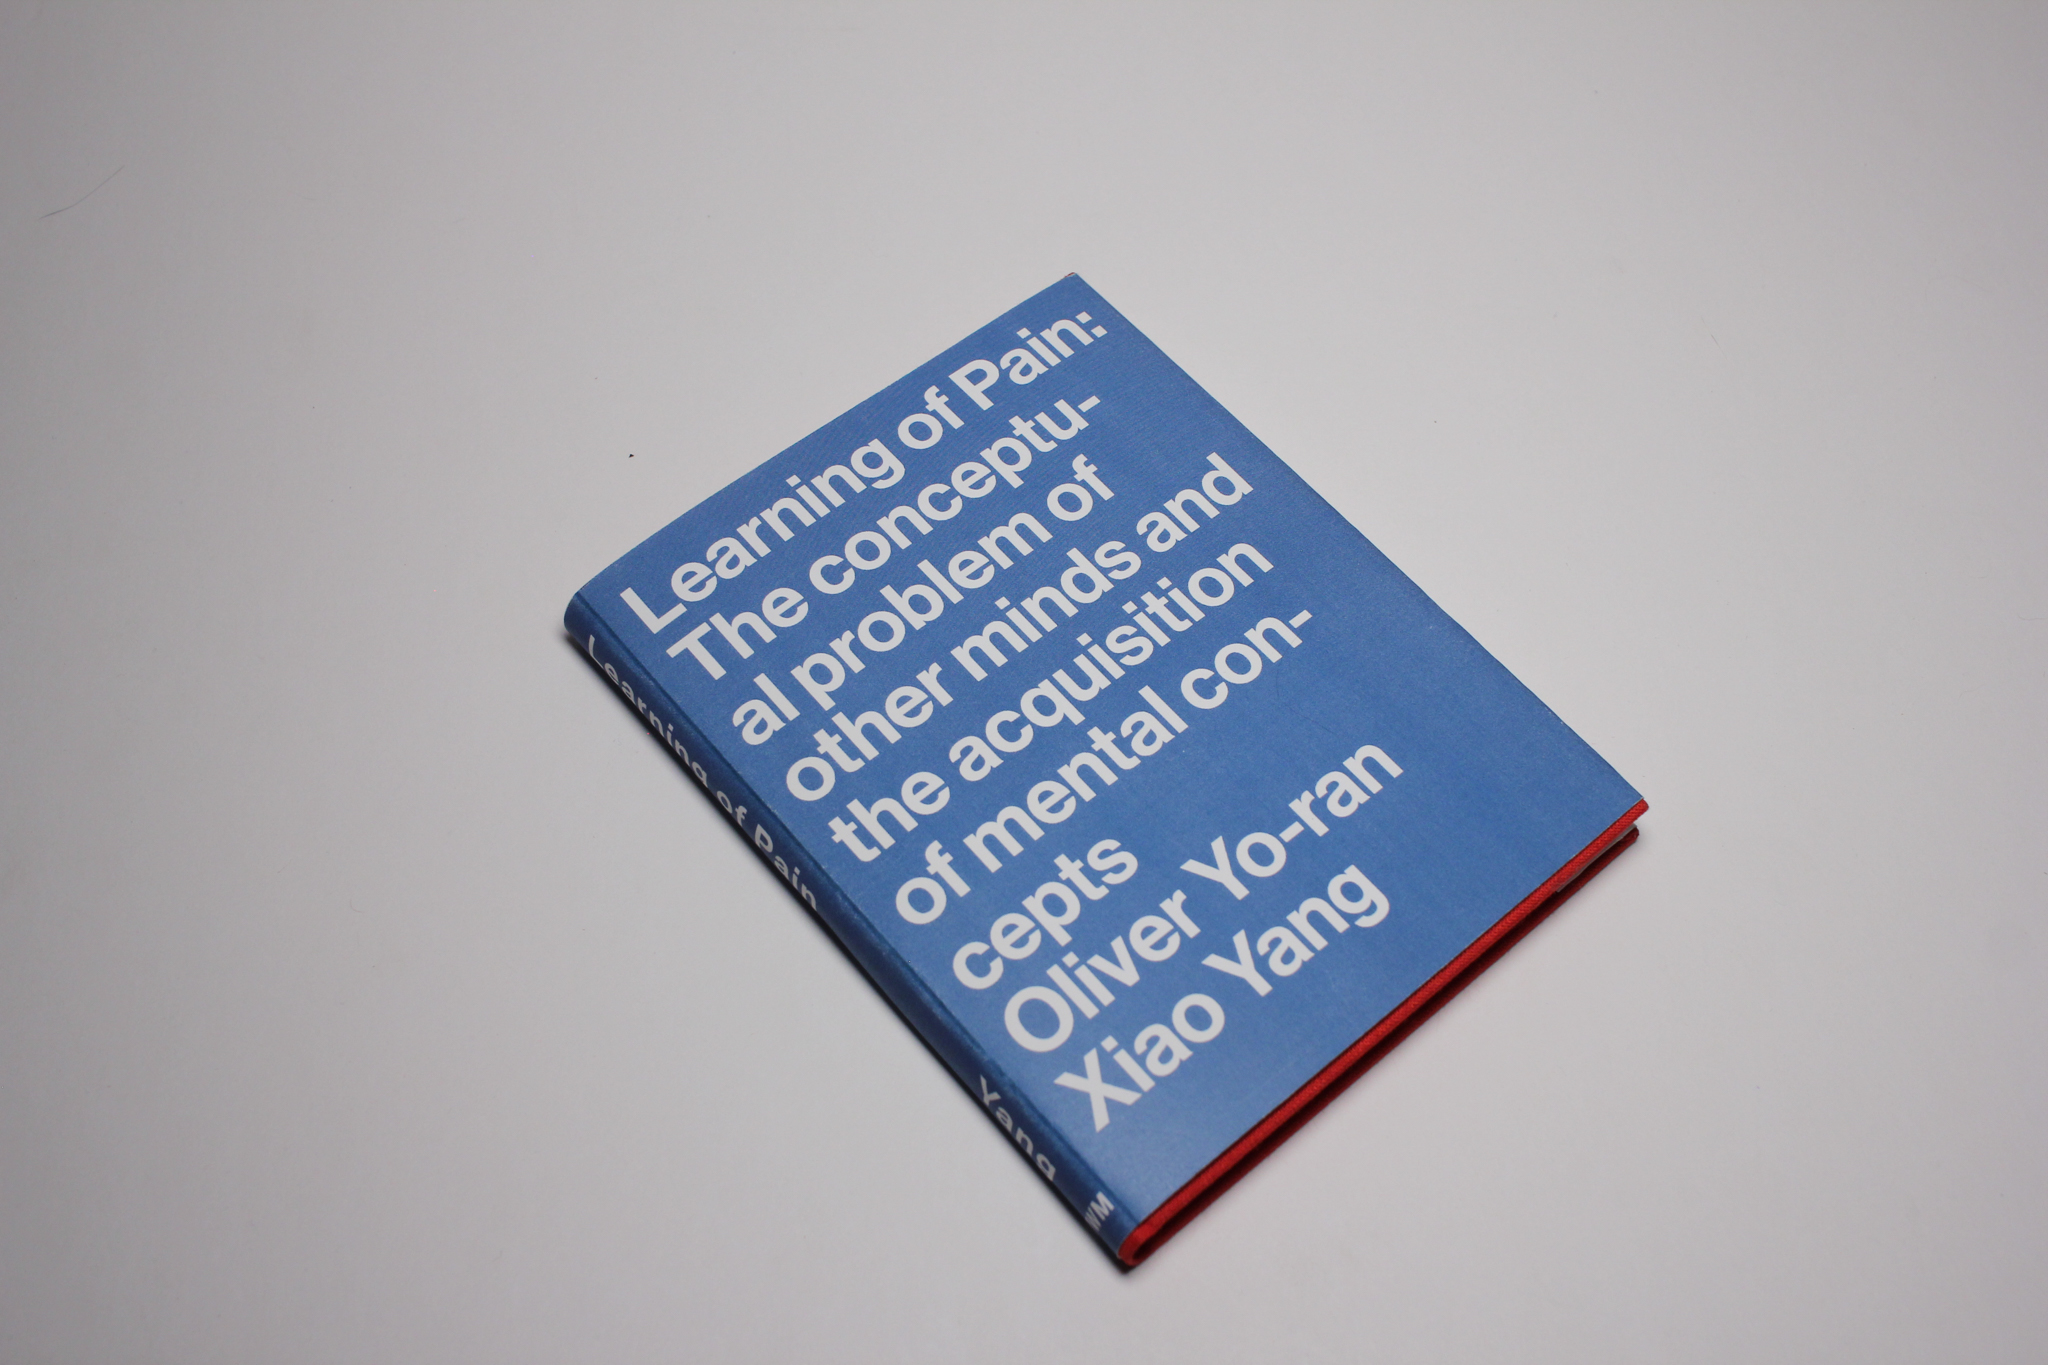 Learning of Pain:
The conceptu-
al problem of
other minds and
the acquisition
of mental con-
cepts
Oliver Yo-ran
Xiao Yang
Learning of Pain
Yang
WM